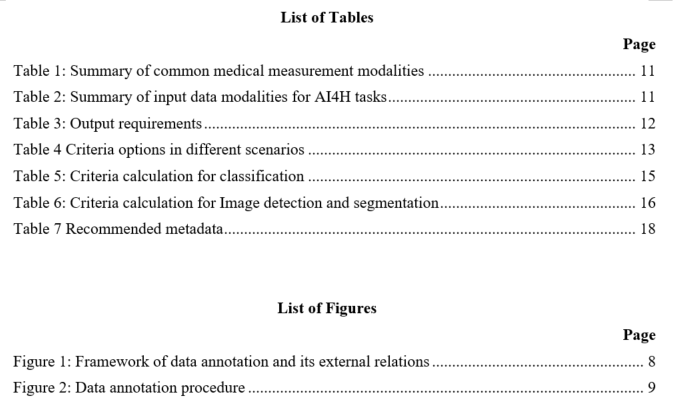 List of Tables
Page
Table 1: Summary of common medical measurement modalities ........................................................ 11
Table 2: Summary of input data modalities for AI4H tasks.................................................................. 11
Table 3: Output requirements................................................................................................................... 12
Table 4 Criteria options in different scenarios ........................................................................................ 13
Table 5: Criteria calculation for classification ........................................................................................ 15
Table 6: Criteria calculation for Image detection and segmentation.................................................... 16
Table 7 Recommended metadata.............................................................................................................. 18
List of Figures
Page
Figure 1: Framework of data annotation and its external relations ......................................................... 8
Figure 2: Data annotation procedure .......................................................................................................... 9